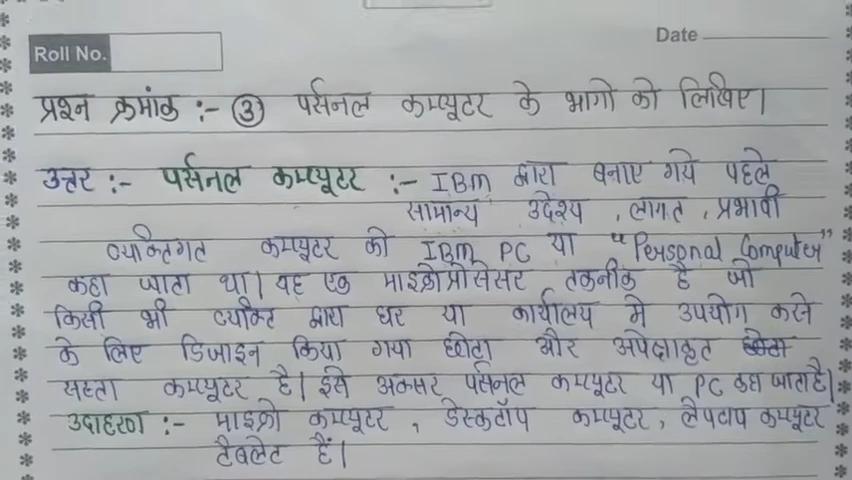 Roll No.
Date
प्रश्न क्रमांक :- ③ पर्सनल कम्प्यूटर के भागो को लिखिए।
उत्तर :- पर्सनल कम्प्यूटर :- IBM द्वारा बनाए गये पहले
सामान्य उद्देश्य , लागत , प्रभावी
व्यक्तिगत कम्प्यूटर को IBM PC या "Personal Computer"
कहा जाता था। यह एक माइक्रोप्रोसेसर तकनीक है जो
किसी भी व्यक्ति द्वारा घर या कार्यालय मे उपयोग करने
के लिए डिजाइन किया गया छोटा और अपेक्षाकृत
सस्ता कम्प्यूटर है। इसे अक्सर पर्सनल कम्प्यूटर या PC कहा जाता है।
उदाहरण :- माइक्रो कम्प्यूटर , डेस्कटॉप कम्प्यूटर, लैपटाप कम्प्यूटर
टैबलेट हैं।